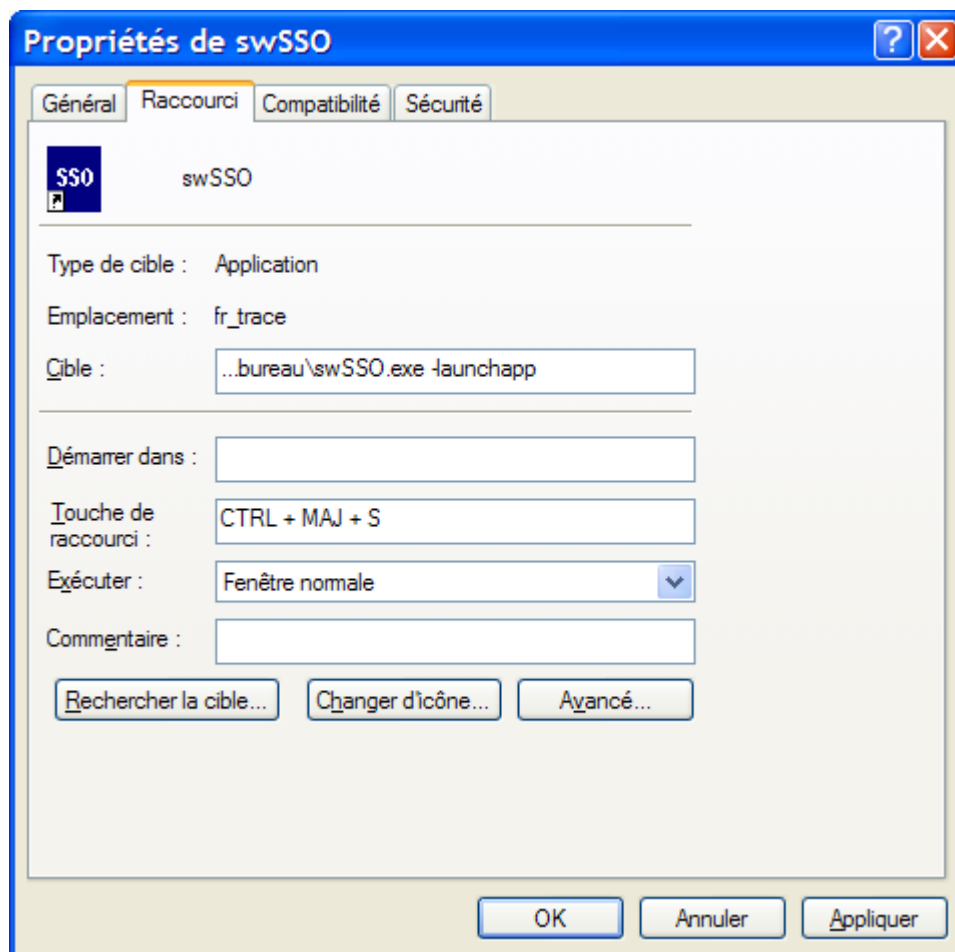 Propriétés de swSSO
Général Raccourci Compatibilité Sécurité
SSO swSSO
Type de cible : Application
Emplacement : fr_trace
Cible : ...bureau\swSSO.exe -launchapp
Démarrer dans :
Touche de raccourci : CTRL + MAJ + S
Exécuter : Fenêtre normale
Commentaire :
Rechercher la cible... Changer d'icône... Avancé...
OK Annuler Appliquer